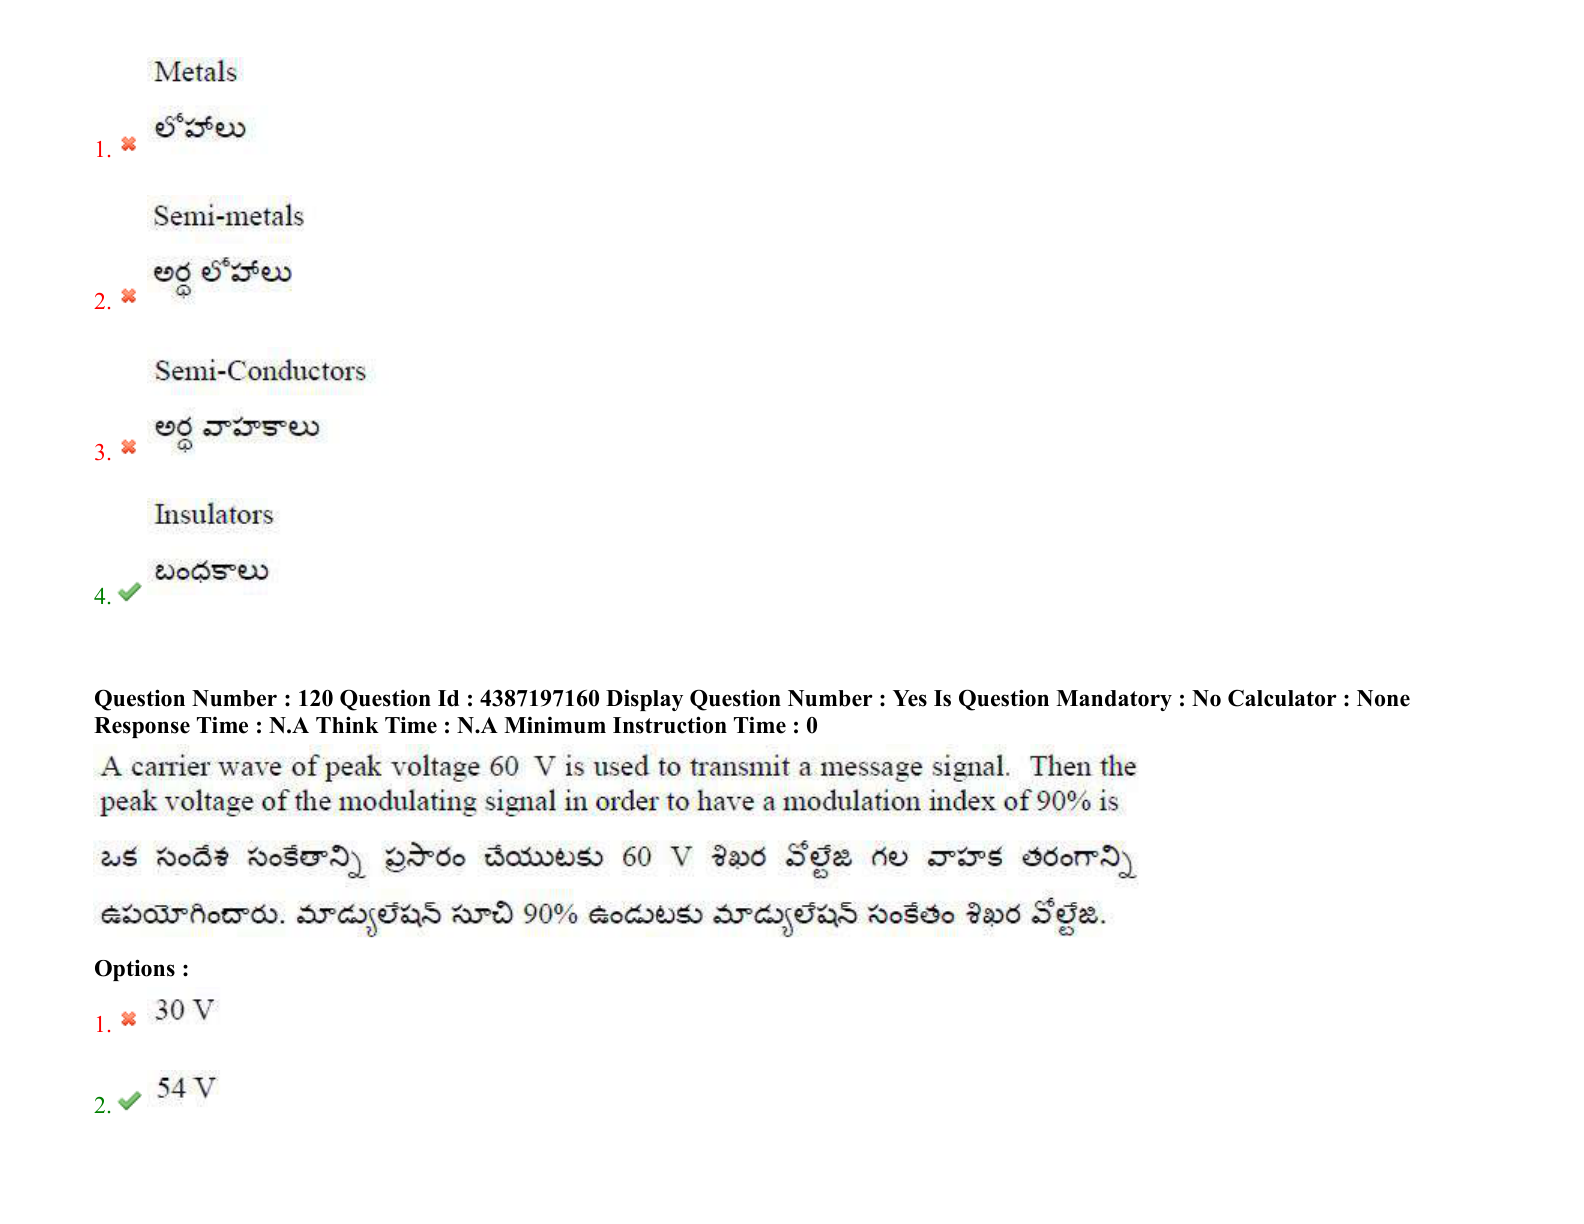 Metals
లోహాలు
1.
Semi-metals
అర్ధ లోహాలు
2.
Semi-Conductors
అర్ధ వాహకాలు
3.
Insulators
బంధకాలు
4.
Question Number : 120 Question Id : 4387197160 Display Question Number : Yes Is Question Mandatory : No Calculator : None
Response Time : N.A Think Time : N.A Minimum Instruction Time : 0
A carrier wave of peak voltage 60 V is used to transmit a message signal. Then the
peak voltage of the modulating signal in order to have a modulation index of 90% is
ఒక సందేశ సంకేతాన్ని ప్రసారం చేయుటకు 60 V శిఖర వోల్టేజి గల వాహక తరంగాన్ని
ఉపయోగించారు. మాడ్యులేషన్ సూచి 90% ఉండుటకు మాడ్యులేషన్ సంకేతం శిఖర వోల్టేజి.
Options :
1. 30 V
2. 54 V